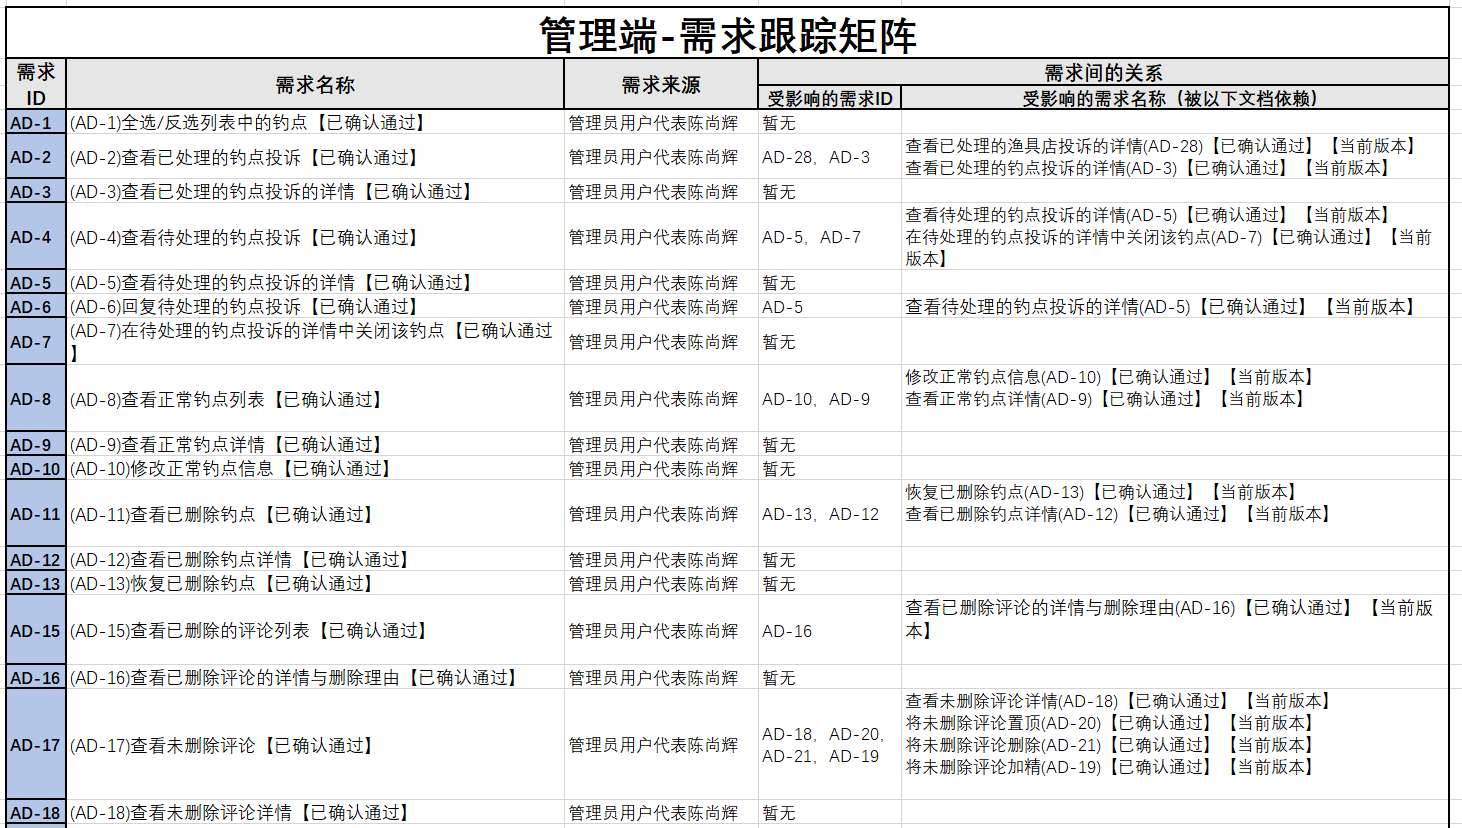 管理端-需求跟踪矩阵
需求ID 需求名称 需求来源 需求间的关系
受影响的需求ID 受影响的需求名称（被以下文档依赖）
AD-1 (AD-1)全选/反选列表中的钓点【已确认通过】 管理员用户代表陈尚辉 暂无
AD-2 (AD-2)查看已处理的钓点投诉【已确认通过】 管理员用户代表陈尚辉 AD-28，AD-3 查看已处理的渔具店投诉的详情(AD-28)【已确认通过】【当前版本】
查看已处理的钓点投诉的详情(AD-3)【已确认通过】【当前版本】
AD-3 (AD-3)查看已处理的钓点投诉的详情【已确认通过】 管理员用户代表陈尚辉 暂无
AD-4 (AD-4)查看待处理的钓点投诉【已确认通过】 管理员用户代表陈尚辉 AD-5，AD-7 查看待处理的钓点投诉的详情(AD-5)【已确认通过】【当前版本】
在待处理的钓点投诉的详情中关闭该钓点(AD-7)【已确认通过】【当前
版本】
AD-5 (AD-5)查看待处理的钓点投诉的详情【已确认通过】 管理员用户代表陈尚辉 暂无
AD-6 (AD-6)回复待处理的钓点投诉【已确认通过】 管理员用户代表陈尚辉 AD-5 查看待处理的钓点投诉的详情(AD-5)【已确认通过】【当前版本】
AD-7 (AD-7)在待处理的钓点投诉的详情中关闭该钓点【已确认通过
】 管理员用户代表陈尚辉 暂无
AD-8 (AD-8)查看正常钓点列表【已确认通过】 管理员用户代表陈尚辉 AD-10，AD-9 修改正常钓点信息(AD-10)【已确认通过】【当前版本】
查看正常钓点详情(AD-9)【已确认通过】【当前版本】
AD-9 (AD-9)查看正常钓点详情【已确认通过】 管理员用户代表陈尚辉 暂无
AD-10 (AD-10)修改正常钓点信息【已确认通过】 管理员用户代表陈尚辉 暂无
AD-11 (AD-11)查看已删除钓点【已确认通过】 管理员用户代表陈尚辉 AD-13，AD-12 恢复已删除钓点(AD-13)【已确认通过】【当前版本】
查看已删除钓点详情(AD-12)【已确认通过】【当前版本】
AD-12 (AD-12)查看已删除钓点详情【已确认通过】 管理员用户代表陈尚辉 暂无
AD-13 (AD-13)恢复已删除钓点【已确认通过】 管理员用户代表陈尚辉 暂无
AD-15 (AD-15)查看已删除的评论列表【已确认通过】 管理员用户代表陈尚辉 AD-16 查看已删除评论的详情与删除理由(AD-16)【已确认通过】【当前版
本】
AD-16 (AD-16)查看已删除评论的详情与删除理由【已确认通过】 管理员用户代表陈尚辉 暂无
AD-17 (AD-17)查看未删除评论【已确认通过】 管理员用户代表陈尚辉 AD-18，AD-20，
AD-21，AD-19 查看未删除评论详情(AD-18)【已确认通过】【当前版本】
将未删除评论置顶(AD-20)【已确认通过】【当前版本】
将未删除评论删除(AD-21)【已确认通过】【当前版本】
将未删除评论加精(AD-19)【已确认通过】【当前版本】
AD-18 (AD-18)查看未删除评论详情【已确认通过】 管理员用户代表陈尚辉 暂无